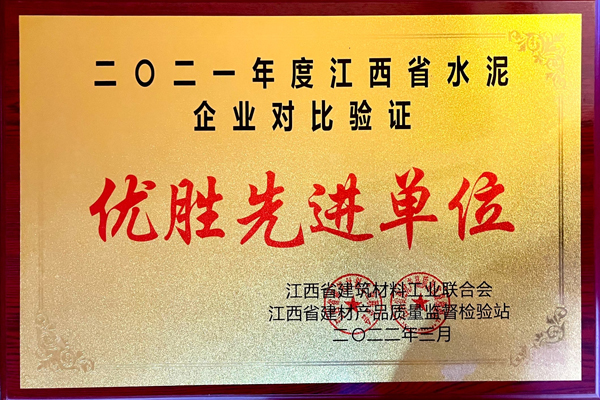 二〇二一年度江西省水泥
企业对比验证
优胜先进单位
江西省建筑材料工业联合会
江西省建材产品质量监督检验站
二〇二二年三月